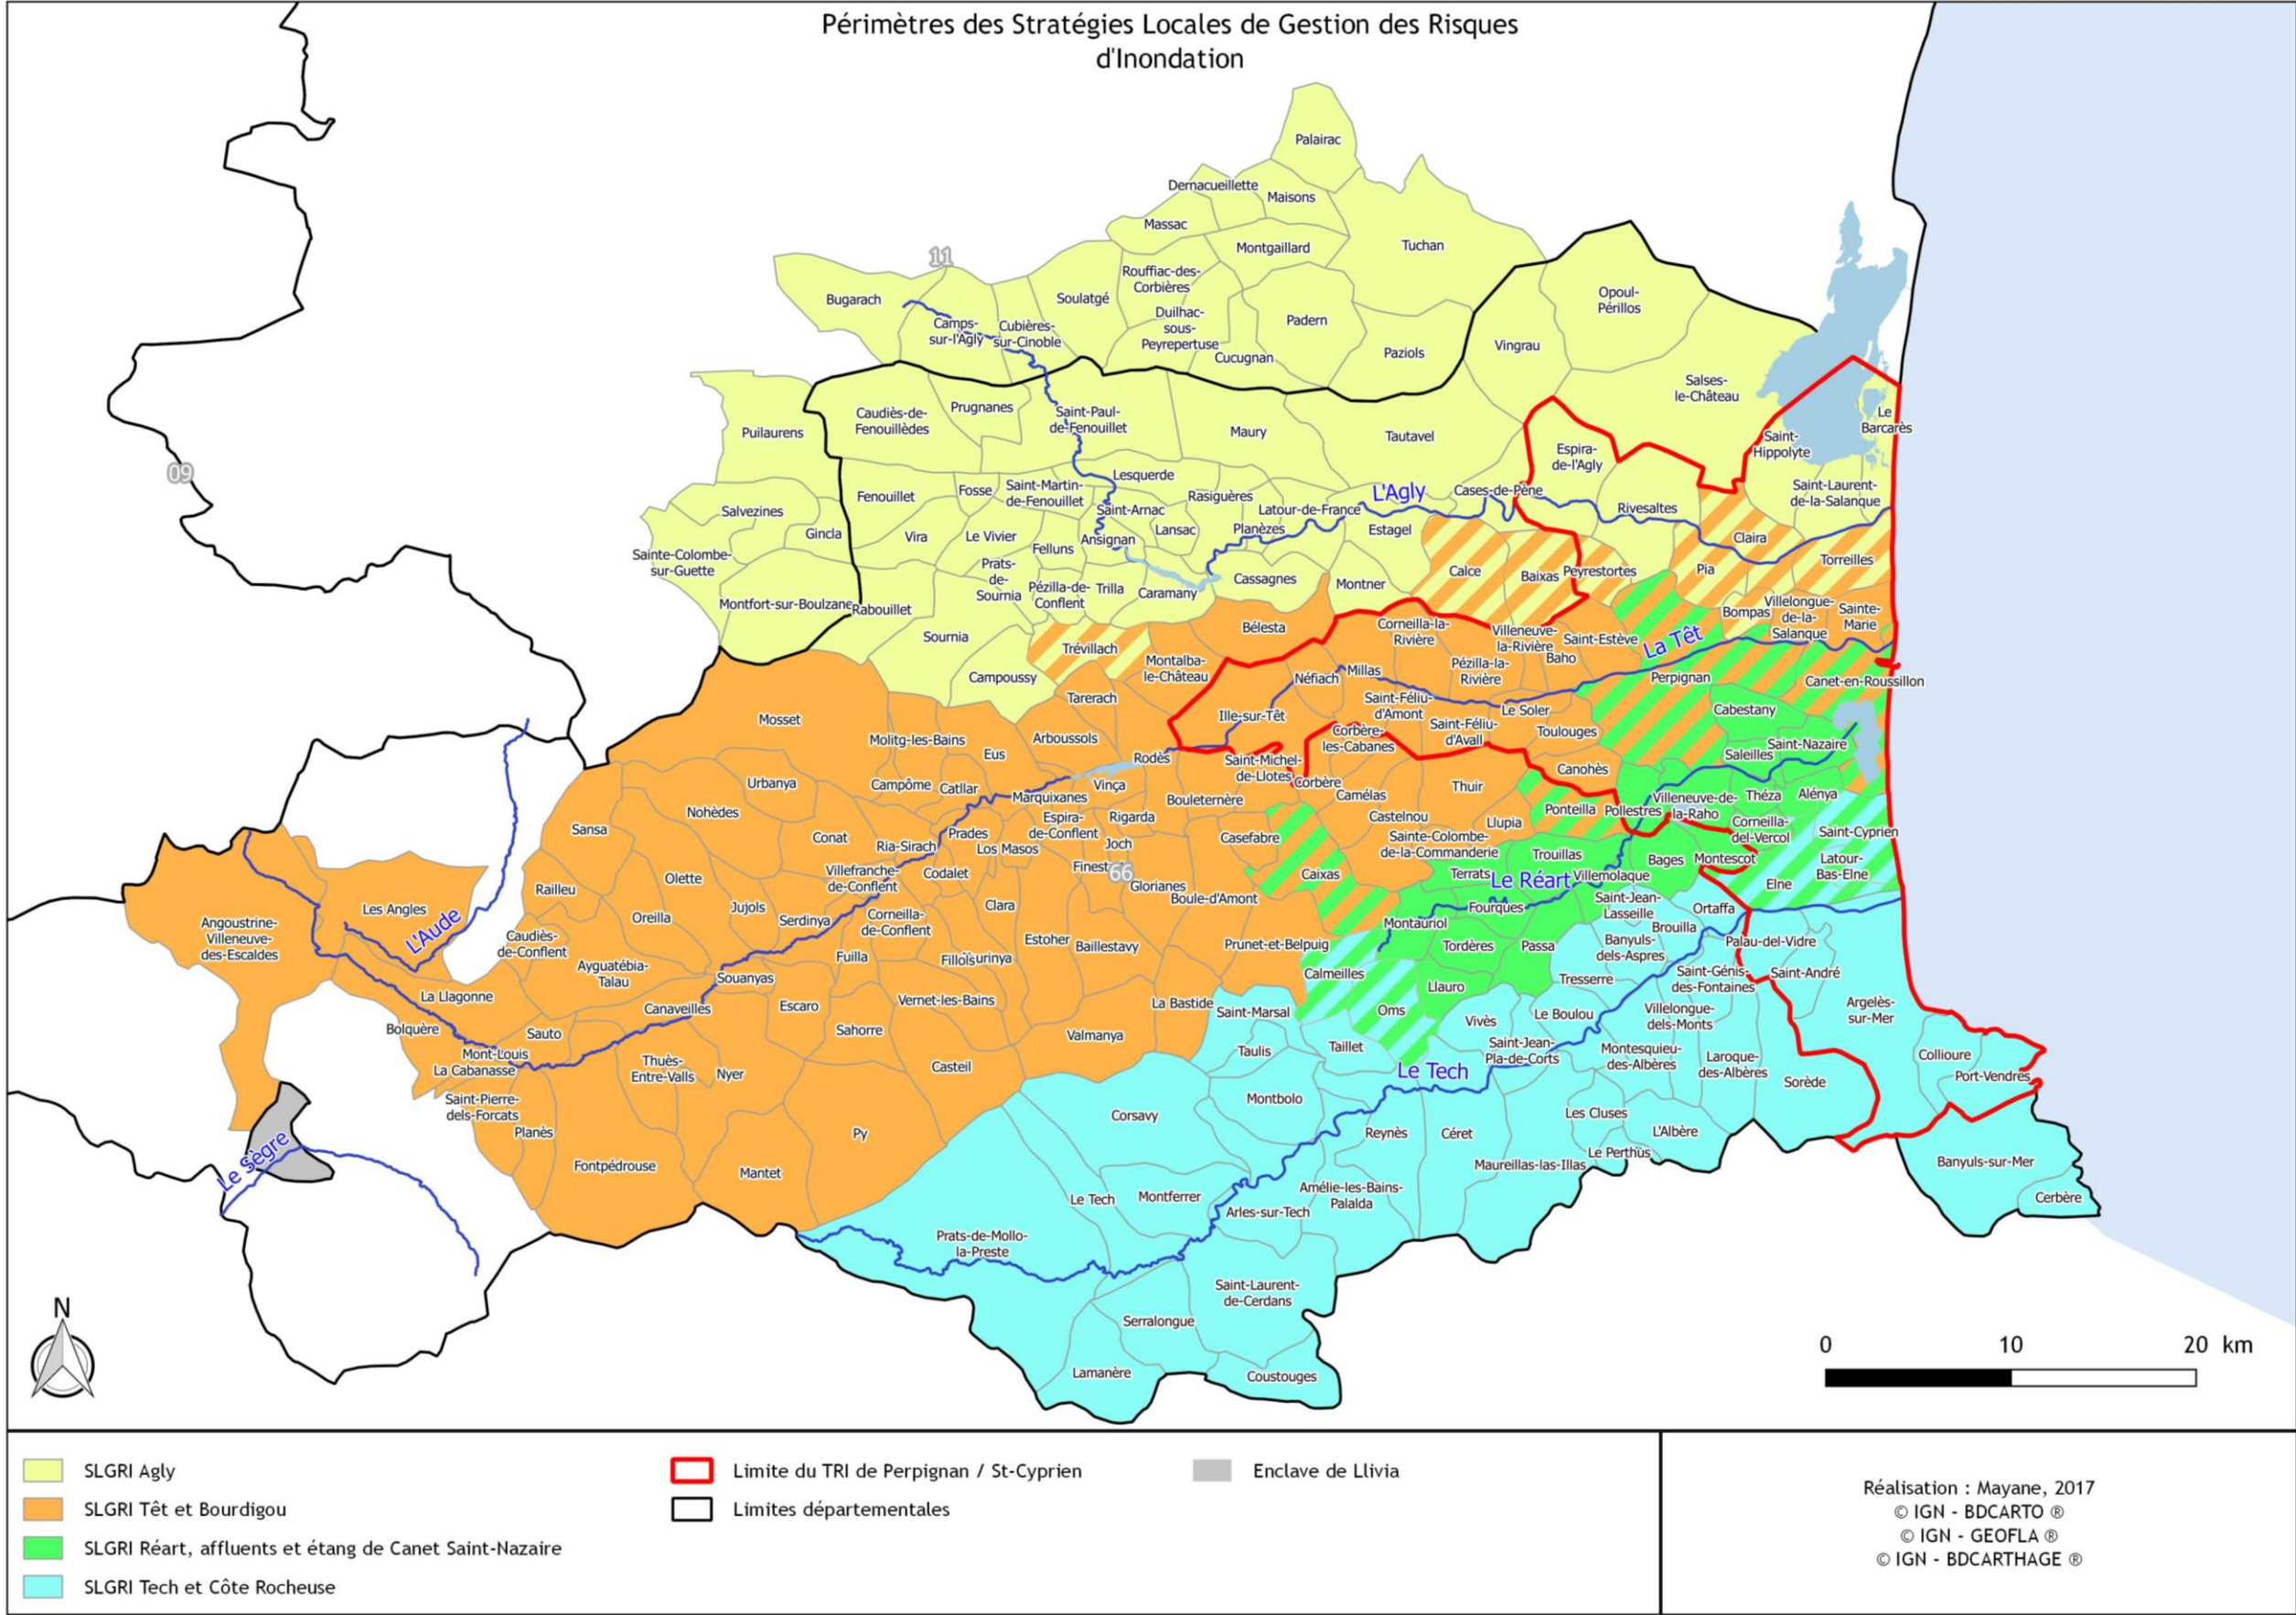 Périmètres des Stratégies Locales de Gestion des Risques
d'Inondation
Palairac
Dernacueillette
Maisons
Massac
Montgaillard
Tuchan
11
Rouffiac-des-
Corbières
Bugarach
Soulatgé
Opoul-
Périllos
Camps-
sur-l'Agly
Cubières-
sur-Cinoble
Duilhac-
sous-
Peyrepertuse
Padern
Cucugnan
Paziols
Vingrau
Salses-
le-Château
Puilaurens
Caudiès-de-
Fenouillèdes
Prugnanes
Saint-Paul-
de-Fenouillet
Maury
Tautavel
Le
Barcarès
Saint-
Hippolyte
Espira-
de-l'Agly
09
Lesquerde
Fenouillet
Fosse
Saint-Martin-
de-Fenouillet
Rasiguères
L'Agly
Cases-de-Pène
Saint-Laurent-
de-la-Salanque
Salvezines
Saint-Arnac
Latour-de-France
Rivesaltes
Gincla
Vira
Le Vivier
Ansignan
Lansac
Planèzes
Estagel
Claira
Sainte-Colombe-
sur-Guette
Felluns
Torreilles
Prats-
de-
Sournia
Pézilla-de-
Conflent
Trilla
Caramany
Cassagnes
Montner
Calce
Baixas
Peyrestortes
Pia
Montfort-sur-Boulzane
Rabouillet
Bompas
Villelongue-
de-la-
Salanque
Sainte-
Marie
Sournia
Bélesta
Corneilla-la-
Rivière
Villeneuve-
la-Rivière
Saint-Estève
La Têt
Trévillach
Montalba-
le-Château
Baho
Campoussy
Néfiach
Millas
Pézilla-la-
Rivière
Perpignan
Canet-en-Roussillon
Tarerach
Saint-Féliu-
d'Amont
Le Soler
Cabestany
Mosset
Ille-sur-Têt
Molitg-les-Bains
Arboussols
Corbère-
les-Cabanes
Saint-Féliu-
d'Avall
Toulouges
Saleilles
Saint-Nazaire
Eus
Rodès
Saint-Michel-
de-Llotes
Canohès
Urbanya
Campôme
Catllar
Marquixanes
Vinça
Bouleternère
Corbère
Camélas
Thuir
Nohèdes
Sansa
Conat
Prades
Espira-
de-Conflent
Rigarda
Castelnou
Llupia
Ponteilla
Pollestres
Villeneuve-de-
la-Raho
Théza
Alénya
Ria-Sirach
Los Masos
Joch
Casefabre
Sainte-Colombe-
de-la-Commanderie
Corneilla-
del-Vercol
Saint-Cyprien
Olette
Villefranche-
de-Conflent
Codalet
66
Glorianes
Caixas
Trouillas
Bages
Montescot
Latour-
Bas-Elne
Railleu
Terrats
Le Réart
Villemolaque
Elne
Boule-d'Amont
Jujols
Les Angles
Oreilla
Serdinya
Corneilla-
de-Conflent
Clara
Fourques
Saint-Jean-
Lasseille
Ortaffa
Angoustrine-
Villeneuve-
des-Escaldes
L'Aude
Caudiès-
de-Conflent
Montauriol
Brouilla
Estoher
Baillestavy
Prunet-et-Belpuig
Tordères
Passa
Banyuls-
dels-Aspres
Palau-del-Vidre
Fuilla
Fillols
Ayguatébia-
Talau
Souanyas
Calmeilles
Tresserre
Saint-Génis-
des-Fontaines
Saint-André
La Llagonne
Canaveilles
Escaro
Vernet-les-Bains
La Bastide
Saint-Marsal
Llauro
Oms
Argelès-
sur-Mer
Bolquère
Sauto
Sahorre
Valmanya
Vivès
Le Boulou
Villelongue-
dels-Monts
Mont-Louis
La Cabanasse
Thuès-
Entre-Valls
Nyer
Casteil
Taulis
Taillet
Saint-Jean-
Pla-de-Corts
Montesquieu-
des-Albères
Laroque-
des-Albères
Collioure
Le Tech
Sorède
Port-Vendres
Saint-Pierre-
dels-Forcats
Planès
Corsavy
Montbolo
Les Cluses
L'Albère
Py
Reynès
Céret
Le Sègre
Fontpédrouse
Mantet
Maureillas-las-Illas
Le Perthus
Banyuls-sur-Mer
Le Tech
Montferrer
Amélie-les-Bains-
Palalda
Cerbère
Arles-sur-Tech
Prats-de-Mollo-
la-Preste
Saint-Laurent-
de-Cerdans
Serralongue
Lamanère
Coustouges
N
0 10 20 km
SLGRI Agly
SLGRI Têt et Bourdigou
SLGRI Réart, affluents et étang de Canet Saint-Nazaire
SLGRI Tech et Côte Rocheuse
Limite du TRI de Perpignan / St-Cyprien
Limites départementales
Enclave de Llivia
Réalisation : Mayane, 2017
© IGN - BDCARTO ®
© IGN - GEOFLA ®
© IGN - BDCARTHAGE ®